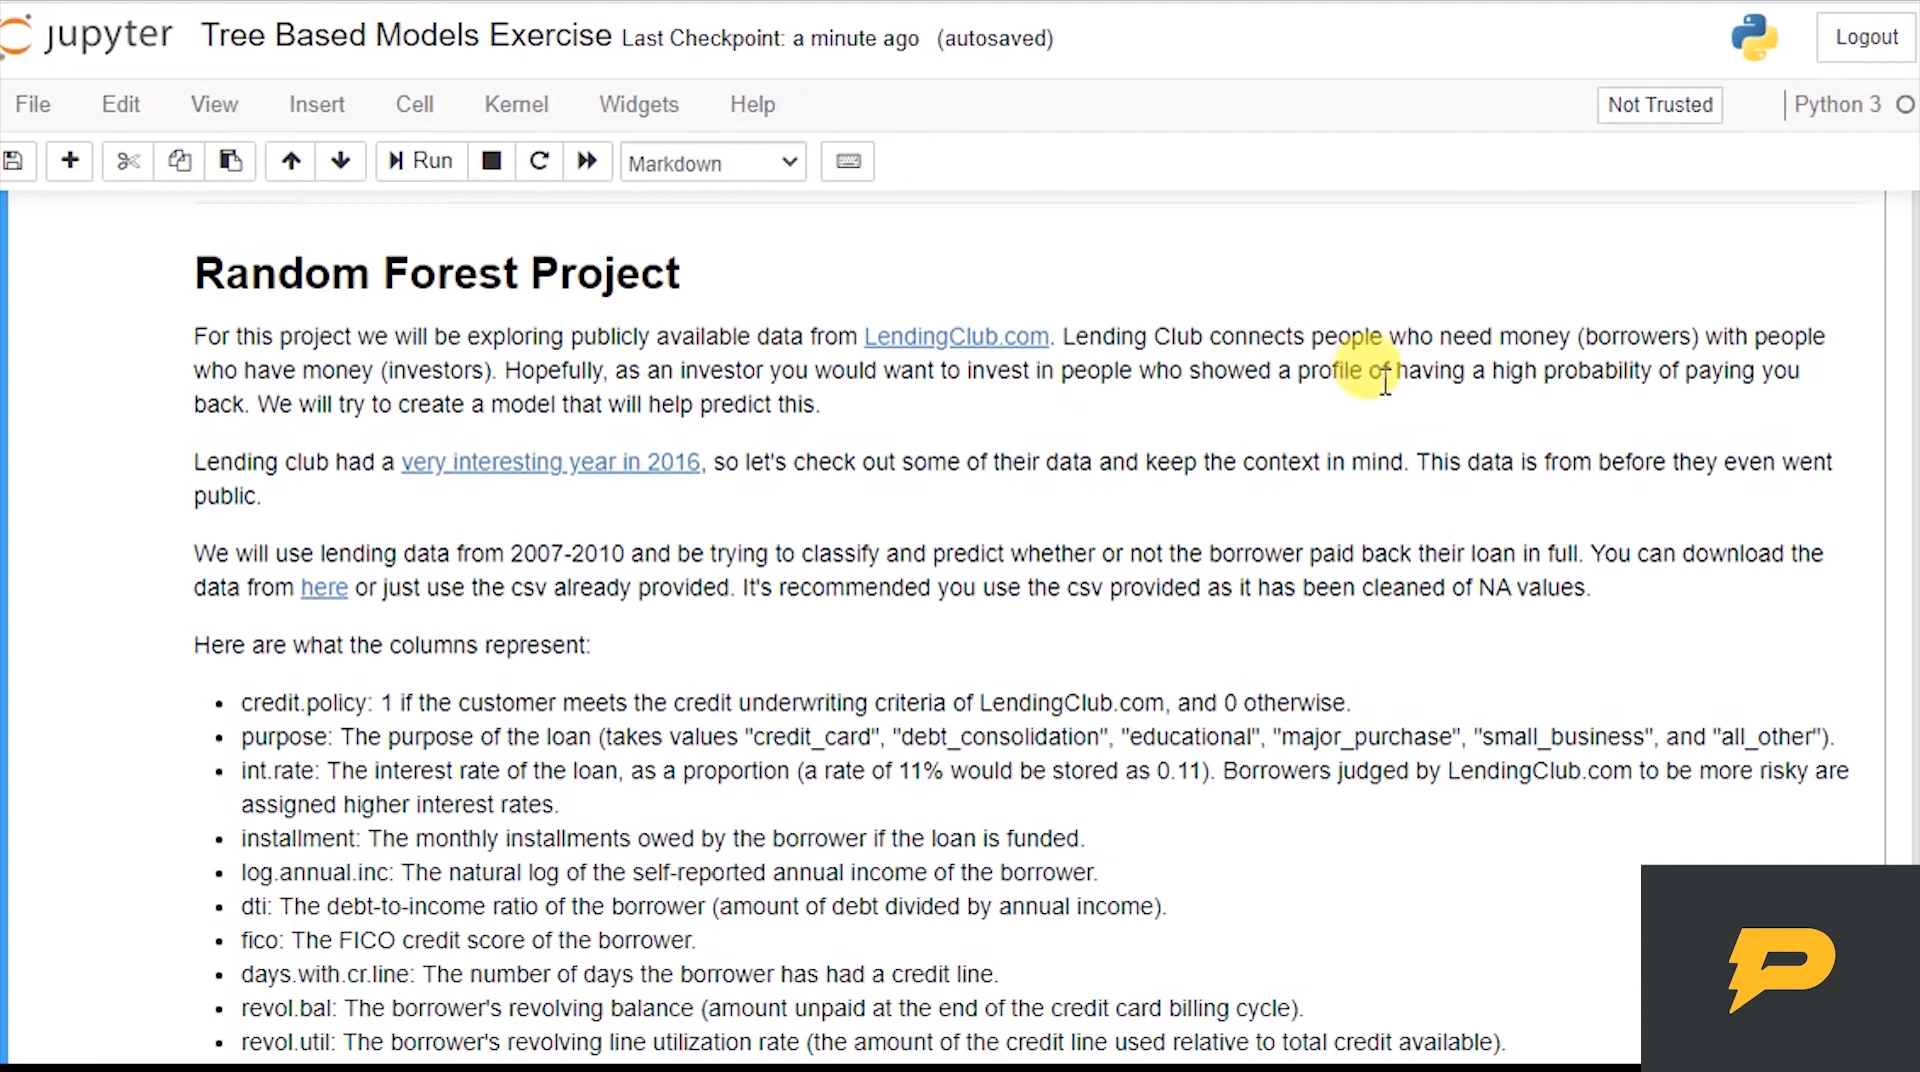 jupyter Tree Based Models Exercise Last Checkpoint: a minute ago (autosaved) Logout
File Edit View Insert Cell Kernel Widgets Help Not Trusted Python 3
Run Markdown
Random Forest Project
For this project we will be exploring publicly available data from LendingClub.com. Lending Club connects people who need money (borrowers) with people
who have money (investors). Hopefully, as an investor you would want to invest in people who showed a profile of having a high probability of paying you
back. We will try to create a model that will help predict this.
Lending club had a very interesting year in 2016, so let's check out some of their data and keep the context in mind. This data is from before they even went
public.
We will use lending data from 2007-2010 and be trying to classify and predict whether or not the borrower paid back their loan in full. You can download the
data from here or just use the csv already provided. It's recommended you use the csv provided as it has been cleaned of NA values.
Here are what the columns represent:
• credit.policy: 1 if the customer meets the credit underwriting criteria of LendingClub.com, and 0 otherwise.
• purpose: The purpose of the loan (takes values "credit_card", "debt_consolidation", "educational", "major_purchase", "small_business", and "all_other").
• int.rate: The interest rate of the loan, as a proportion (a rate of 11% would be stored as 0.11). Borrowers judged by LendingClub.com to be more risky are
assigned higher interest rates.
• installment: The monthly installments owed by the borrower if the loan is funded.
• log.annual.inc: The natural log of the self-reported annual income of the borrower.
• dti: The debt-to-income ratio of the borrower (amount of debt divided by annual income).
• fico: The FICO credit score of the borrower.
• days.with.cr.line: The number of days the borrower has had a credit line.
• revol.bal: The borrower's revolving balance (amount unpaid at the end of the credit card billing cycle).
• revol.util: The borrower's revolving line utilization rate (the amount of the credit line used relative to total credit available).